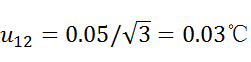 u₁₂ = 0.05/√3 = 0.03℃